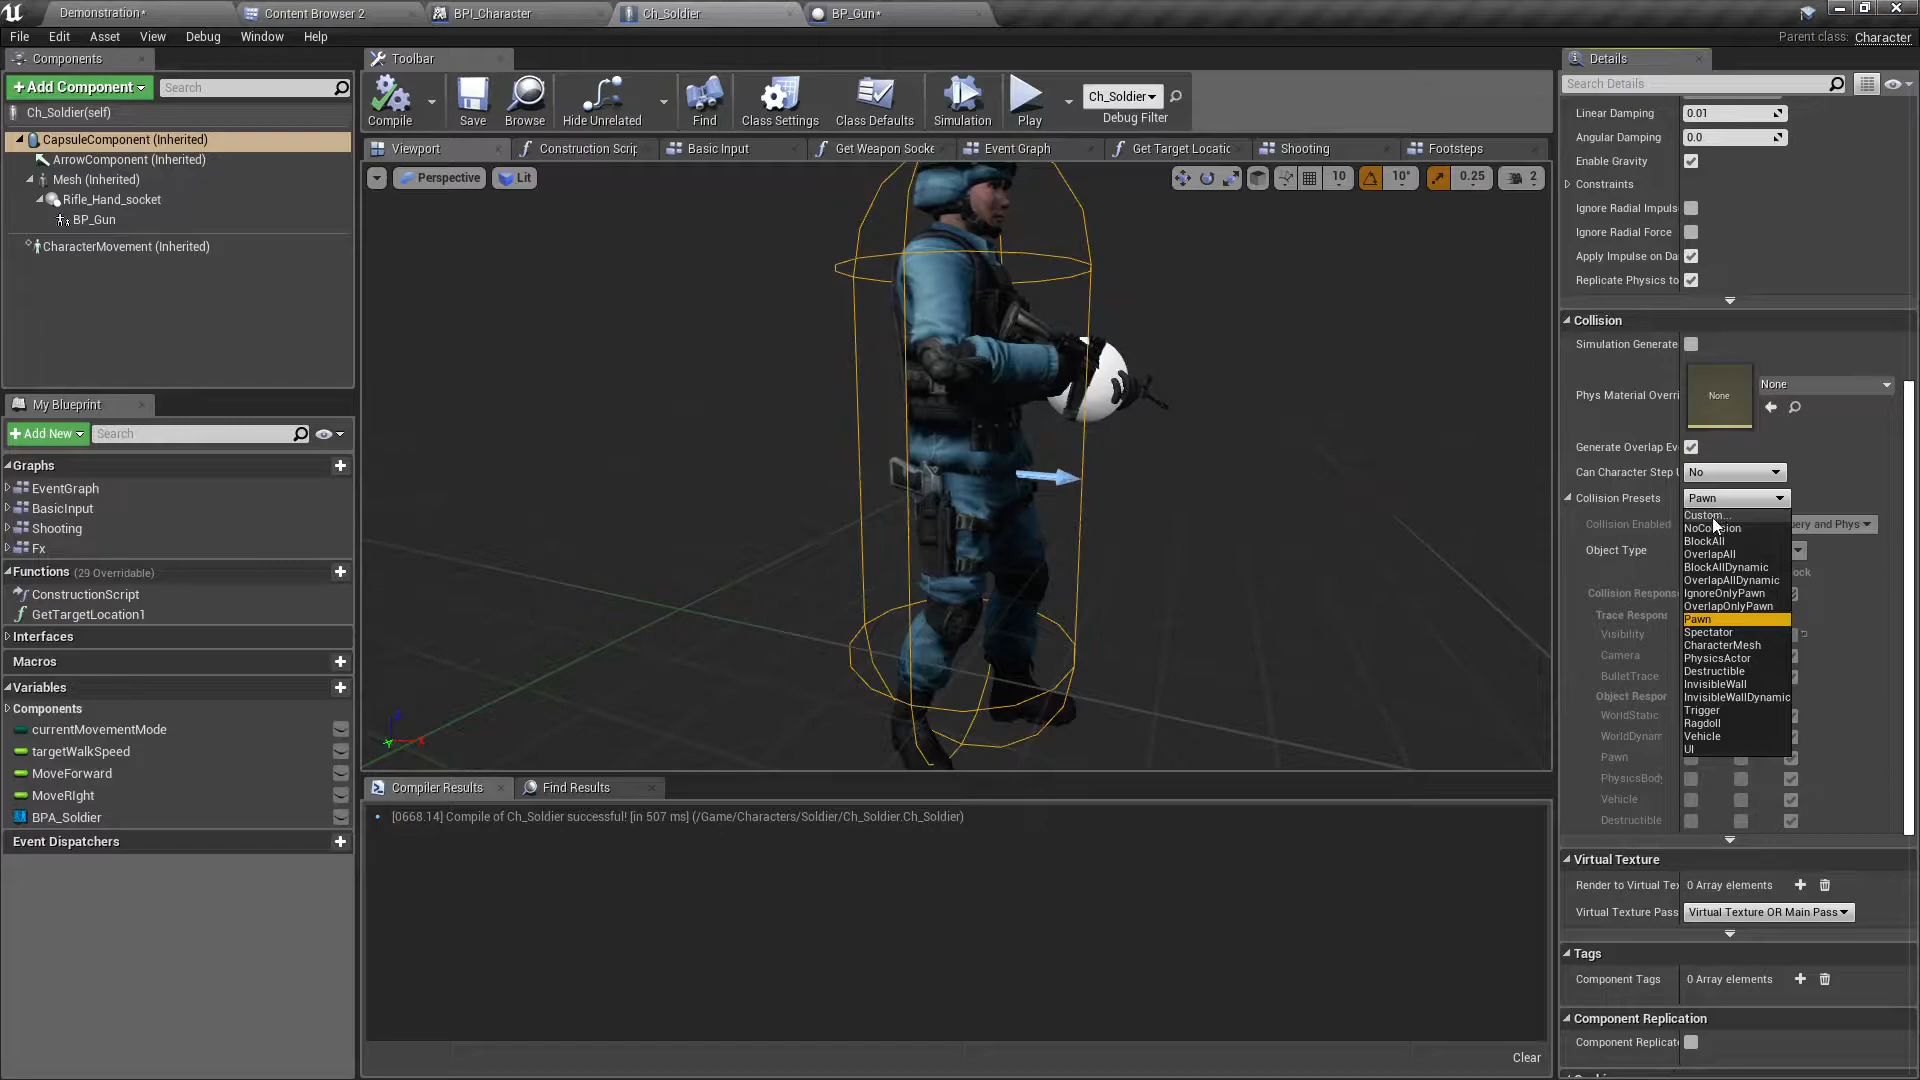 Demonstration*
Content Browser 2
BPI_Character
Ch_Soldier
BP_Gun*
File
Edit
Asset
View
Debug
Window
Help
Parent class: Character
Components
+Add Component
Search
Ch_Soldier(self)
CapsuleComponent (Inherited)
ArrowComponent (Inherited)
Mesh (Inherited)
Rifle_Hand_socket
BP_Gun
CharacterMovement (Inherited)
My Blueprint
+Add New
Search
Graphs
EventGraph
BasicInput
Shooting
Fx
Functions (29 Overridable)
ConstructionScript
GetTargetLocation1
Interfaces
Macros
Variables
Components
currentMovementMode
targetWalkSpeed
MoveForward
MoveRIght
BPA_Soldier
Event Dispatchers
Toolbar
Compile
Save
Browse
Hide Unrelated
Find
Class Settings
Class Defaults
Simulation
Play
Ch_Soldier
Debug Filter
Viewport
Construction Scrip
Basic Input
Get Weapon Socke
Event Graph
Get Target Locatic
Shooting
Footsteps
Perspective
Lit
10
10°
0.25
2
Compiler Results
Find Results
[0668.14] Compile of Ch_Soldier successful! [in 507 ms] (/Game/Characters/Soldier/Ch_Soldier.Ch_Soldier)
Clear
Details
Search Details
Linear Damping
0.01
Angular Damping
0.0
Enable Gravity
Constraints
Ignore Radial Impuls
Ignore Radial Force
Apply Impulse on Da
Replicate Physics to
Collision
Simulation Generate
Phys Material Overri
None
None
Generate Overlap Ev
Can Character Step U
No
Collision Presets
Pawn
Custom...
NoCollision
BlockAll
OverlapAll
BlockAllDynamic
OverlapAllDynamic
IgnoreOnlyPawn
OverlapOnlyPawn
Pawn
Spectator
CharacterMesh
PhysicsActor
Destructible
InvisibleWall
InvisibleWallDynamic
Trigger
Ragdoll
Vehicle
UI
Collision Enabled
uery and Phys
Object Type
ock
Collision Respons
Trace Respons
Visibility
Camera
BulletTrace
Object Respor
WorldStatic
WorldDynam
Pawn
PhysicsBody
Vehicle
Destructible
Virtual Texture
Render to Virtual Tex
0 Array elements
Virtual Texture Pass
Virtual Texture OR Main Pass
Tags
Component Tags
0 Array elements
Component Replication
Component Replicate